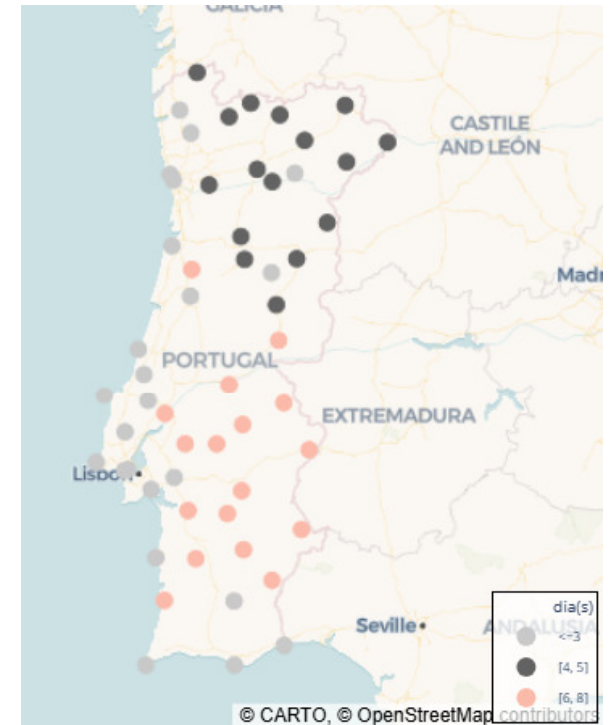 GALICIA
CASTILE
AND LEÓN
Madr
PORTUGAL
EXTREMADURA
Lisbon
Seville
ANDALUSIA
dia(s)
<=3
[4, 5]
[6, 8]
© CARTO, © OpenStreetMap contributors